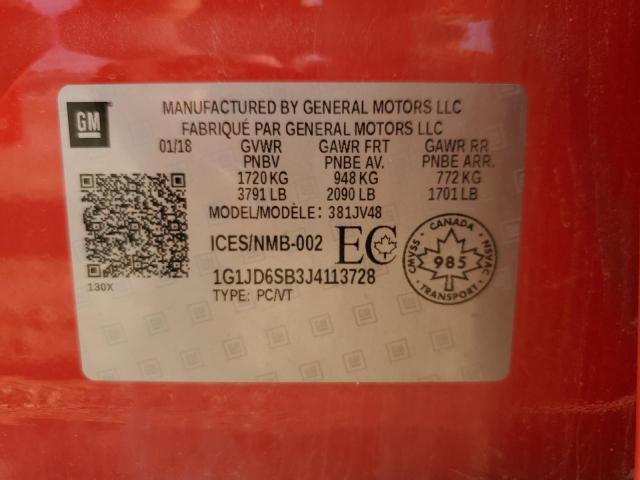 GM
MANUFACTURED BY GENERAL MOTORS LLC
FABRIQUÉ PAR GENERAL MOTORS LLC
01/18 GVWR GAWR FRT GAWR RR
PNBV PNBE AV. PNBE ARR.
1720 KG 948 KG 772 KG
3791 LB 2090 LB 1701 LB
MODEL/MODÈLE: 381JV48
ICES/NMB-002 EC
1G1JD6SB3J4113728
TYPE: PC/VT
130X
CANADA
CMVSS 985 NSVAC
TRANSPORT